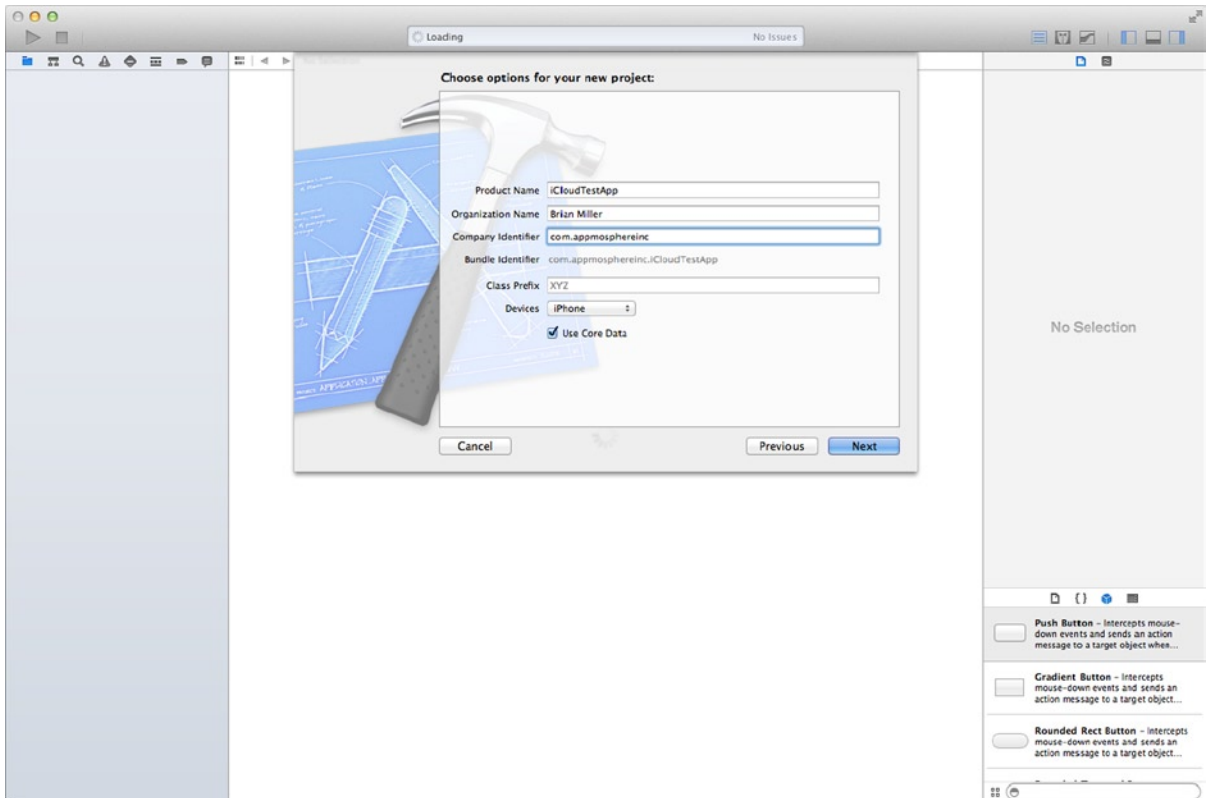 Loading
No Issues
No Selection
Choose options for your new project:
Product Name iCloudTestApp
Organization Name Brian Miller
Company Identifier com.appmosphereinc
Bundle Identifier com.appmosphereinc.iCloudTestApp
Class Prefix XYZ
Devices iPhone
Use Core Data
Cancel
Previous
Next
No Selection
Push Button – Intercepts mouse-
down events and sends an action
message to a target object when...
Gradient Button – Intercepts
mouse-down events and sends an
action message to a target object...
Rounded Rect Button – Intercepts
mouse-down events and sends an
action message to a target object...